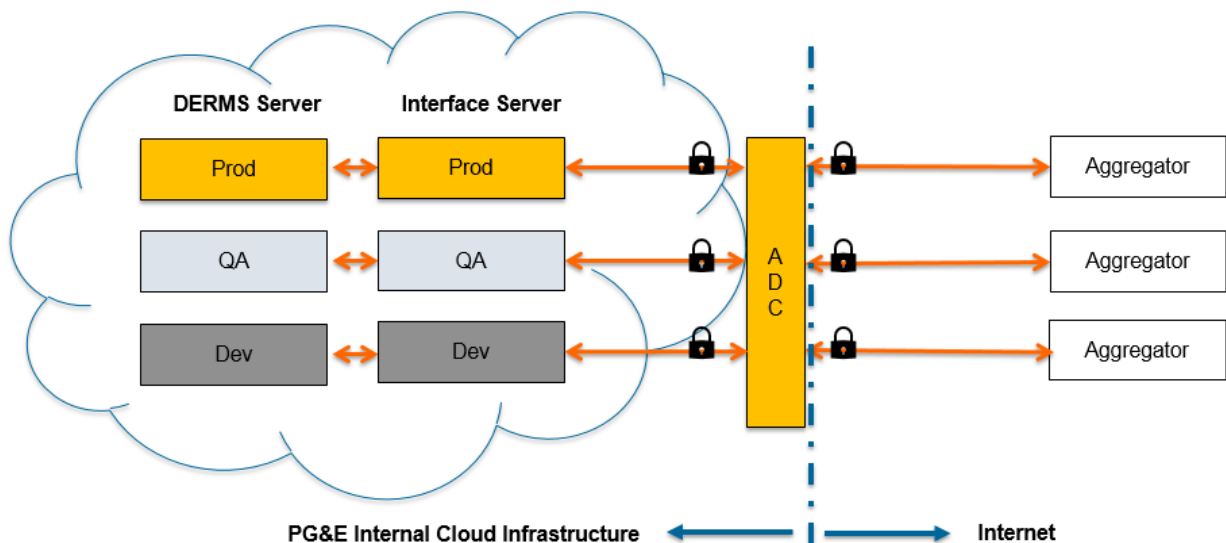 DERMS Server
Interface Server
Prod
Prod
Aggregator
QA
QA
A
D
C
Aggregator
Dev
Dev
Aggregator
PG&E Internal Cloud Infrastructure
Internet